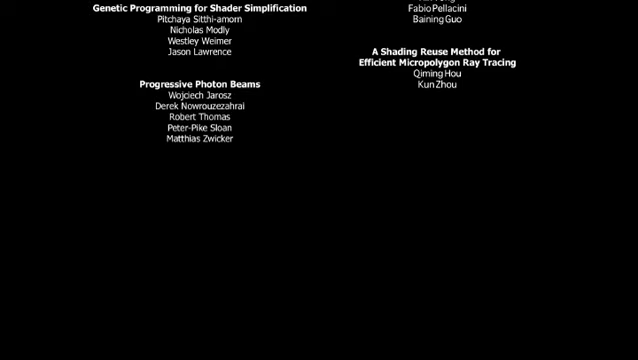 Genetic Programming for Shader Simplification
Pitchaya Sitthi-amorn
Nicholas Modly
Westley Weimer
Jason Lawrence
Progressive Photon Beams
Wojciech Jarosz
Derek Nowrouzezahrai
Robert Thomas
Peter-Pike Sloan
Matthias Zwicker
Fabio Pellacini
Baining Guo
A Shading Reuse Method for
Efficient Micropolygon Ray Tracing
Qiming Hou
Kun Zhou